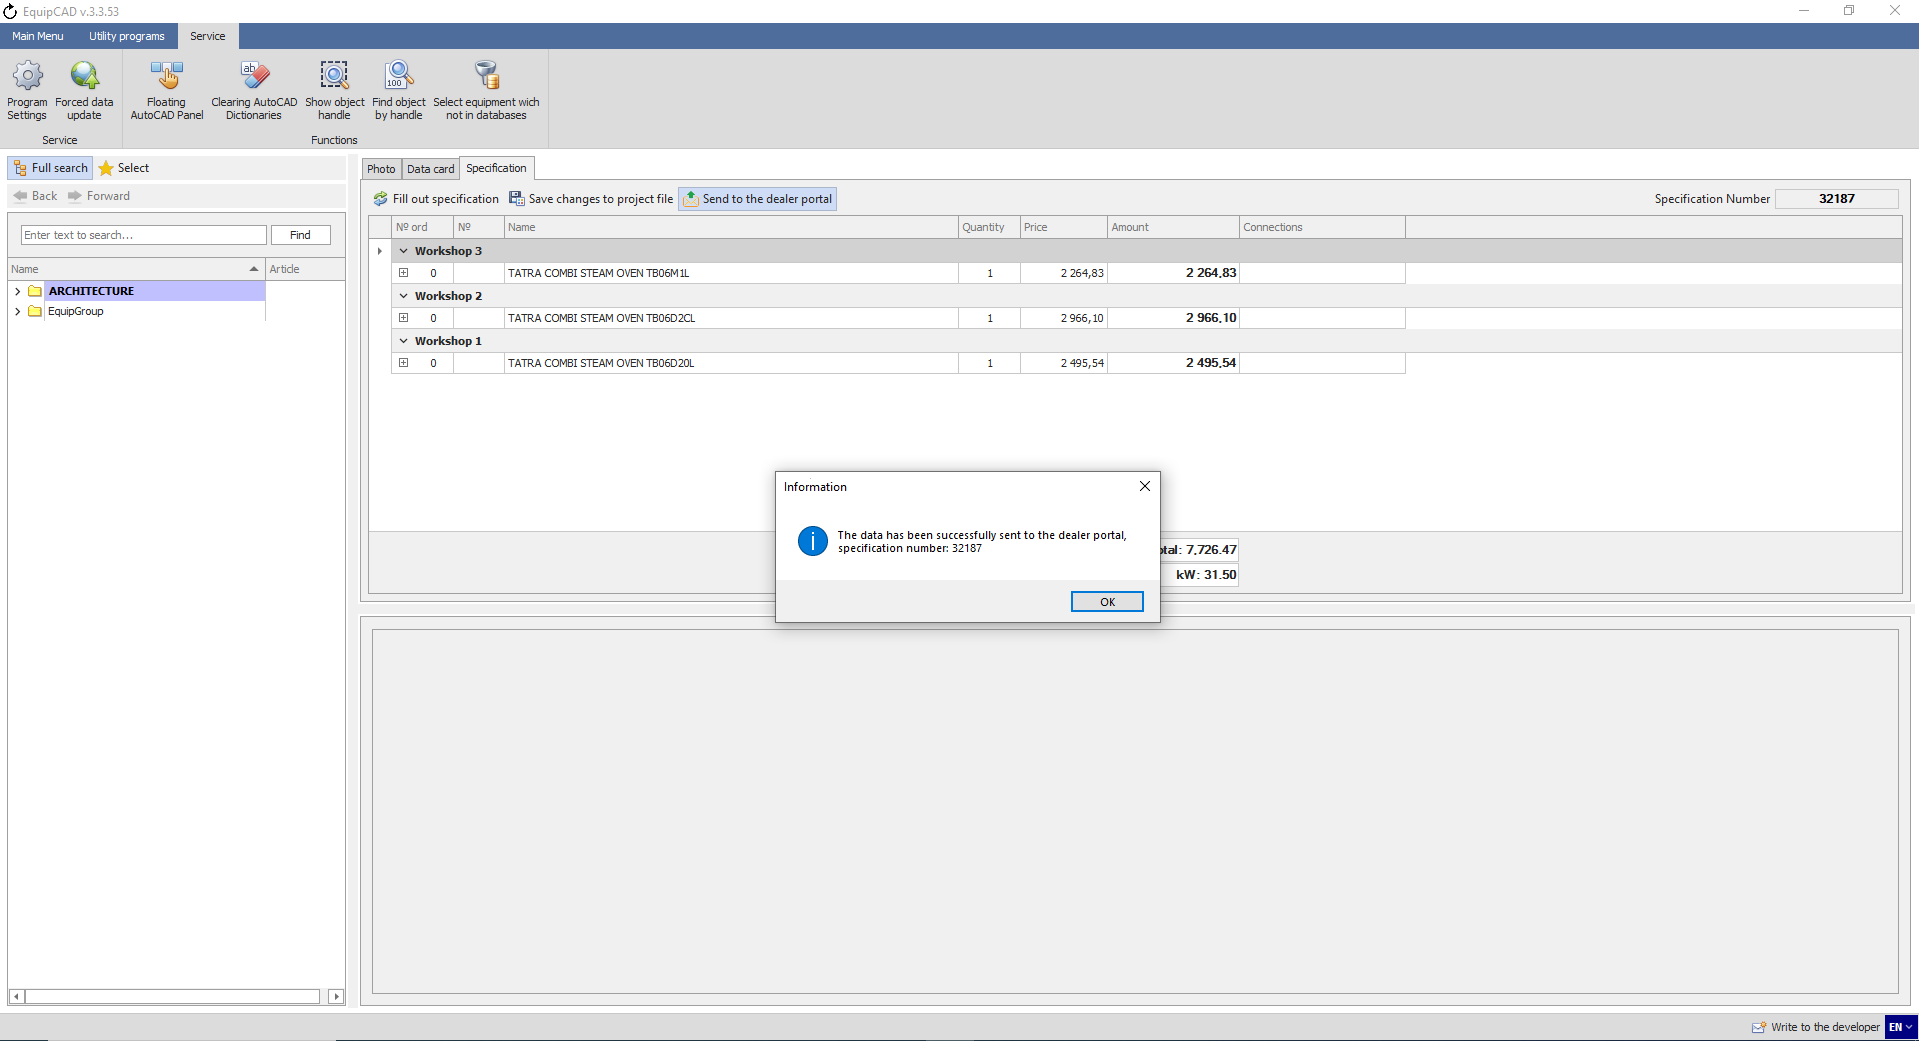 EquipCAD v.3.3.53
Main Menu Utility programs Service
Program Settings
Forced data update
Floating AutoCAD Panel
Clearing AutoCAD Dictionaries
Show object handle
Find object by handle
Select equipment wich not in databases
Service Functions
Full search Select
Back Forward
Enter text to search... Find
Name Article
ARCHITECTURE
EquipGroup
Photo Data card Specification
Fill out specification Save changes to project file Send to the dealer portal Specification Number 32187
Nº ord Nº Name Quantity Price Amount Connections
Workshop 3
0 TATRA COMBI STEAM OVEN TB06M1L 1 2 264,83 2 264,83
Workshop 2
0 TATRA COMBI STEAM OVEN TB06D2CL 1 2 966,10 2 966,10
Workshop 1
0 TATRA COMBI STEAM OVEN TB06D20L 1 2 495,54 2 495,54
Information
The data has been successfully sent to the dealer portal,
specification number: 32187
OK
7,726.47
kW: 31.50
Write to the developer EN